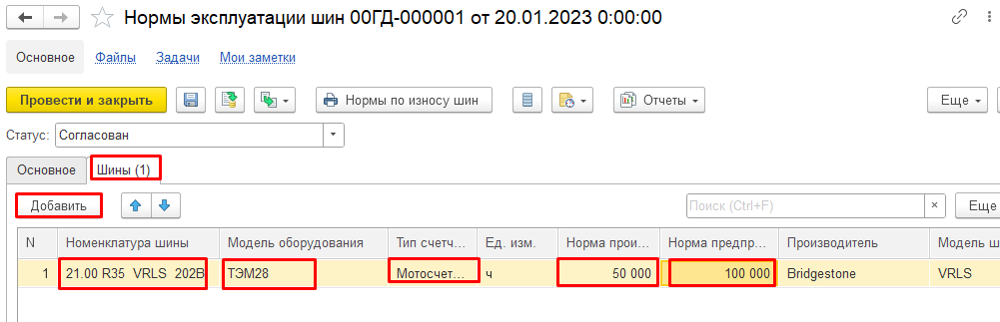 Нормы эксплуатации шин 00ГД-000001 от 20.01.2023 0:00:00
Основное Файлы Задачи Мои заметки
Провести и закрыть Нормы по износу шин Отчеты Еще
Статус: Согласован
Основное Шины (1)
Добавить Поиск (Ctrl+F) × Еще
N Номенклатура шины Модель оборудования Тип счетч... Ед. изм. Норма прои... Норма предпр... Производитель Модель ш
1 21.00 R35 VRLS 202B ТЭМ28 Мотосчет... ч 50 000 100 000 Bridgestone VRLS